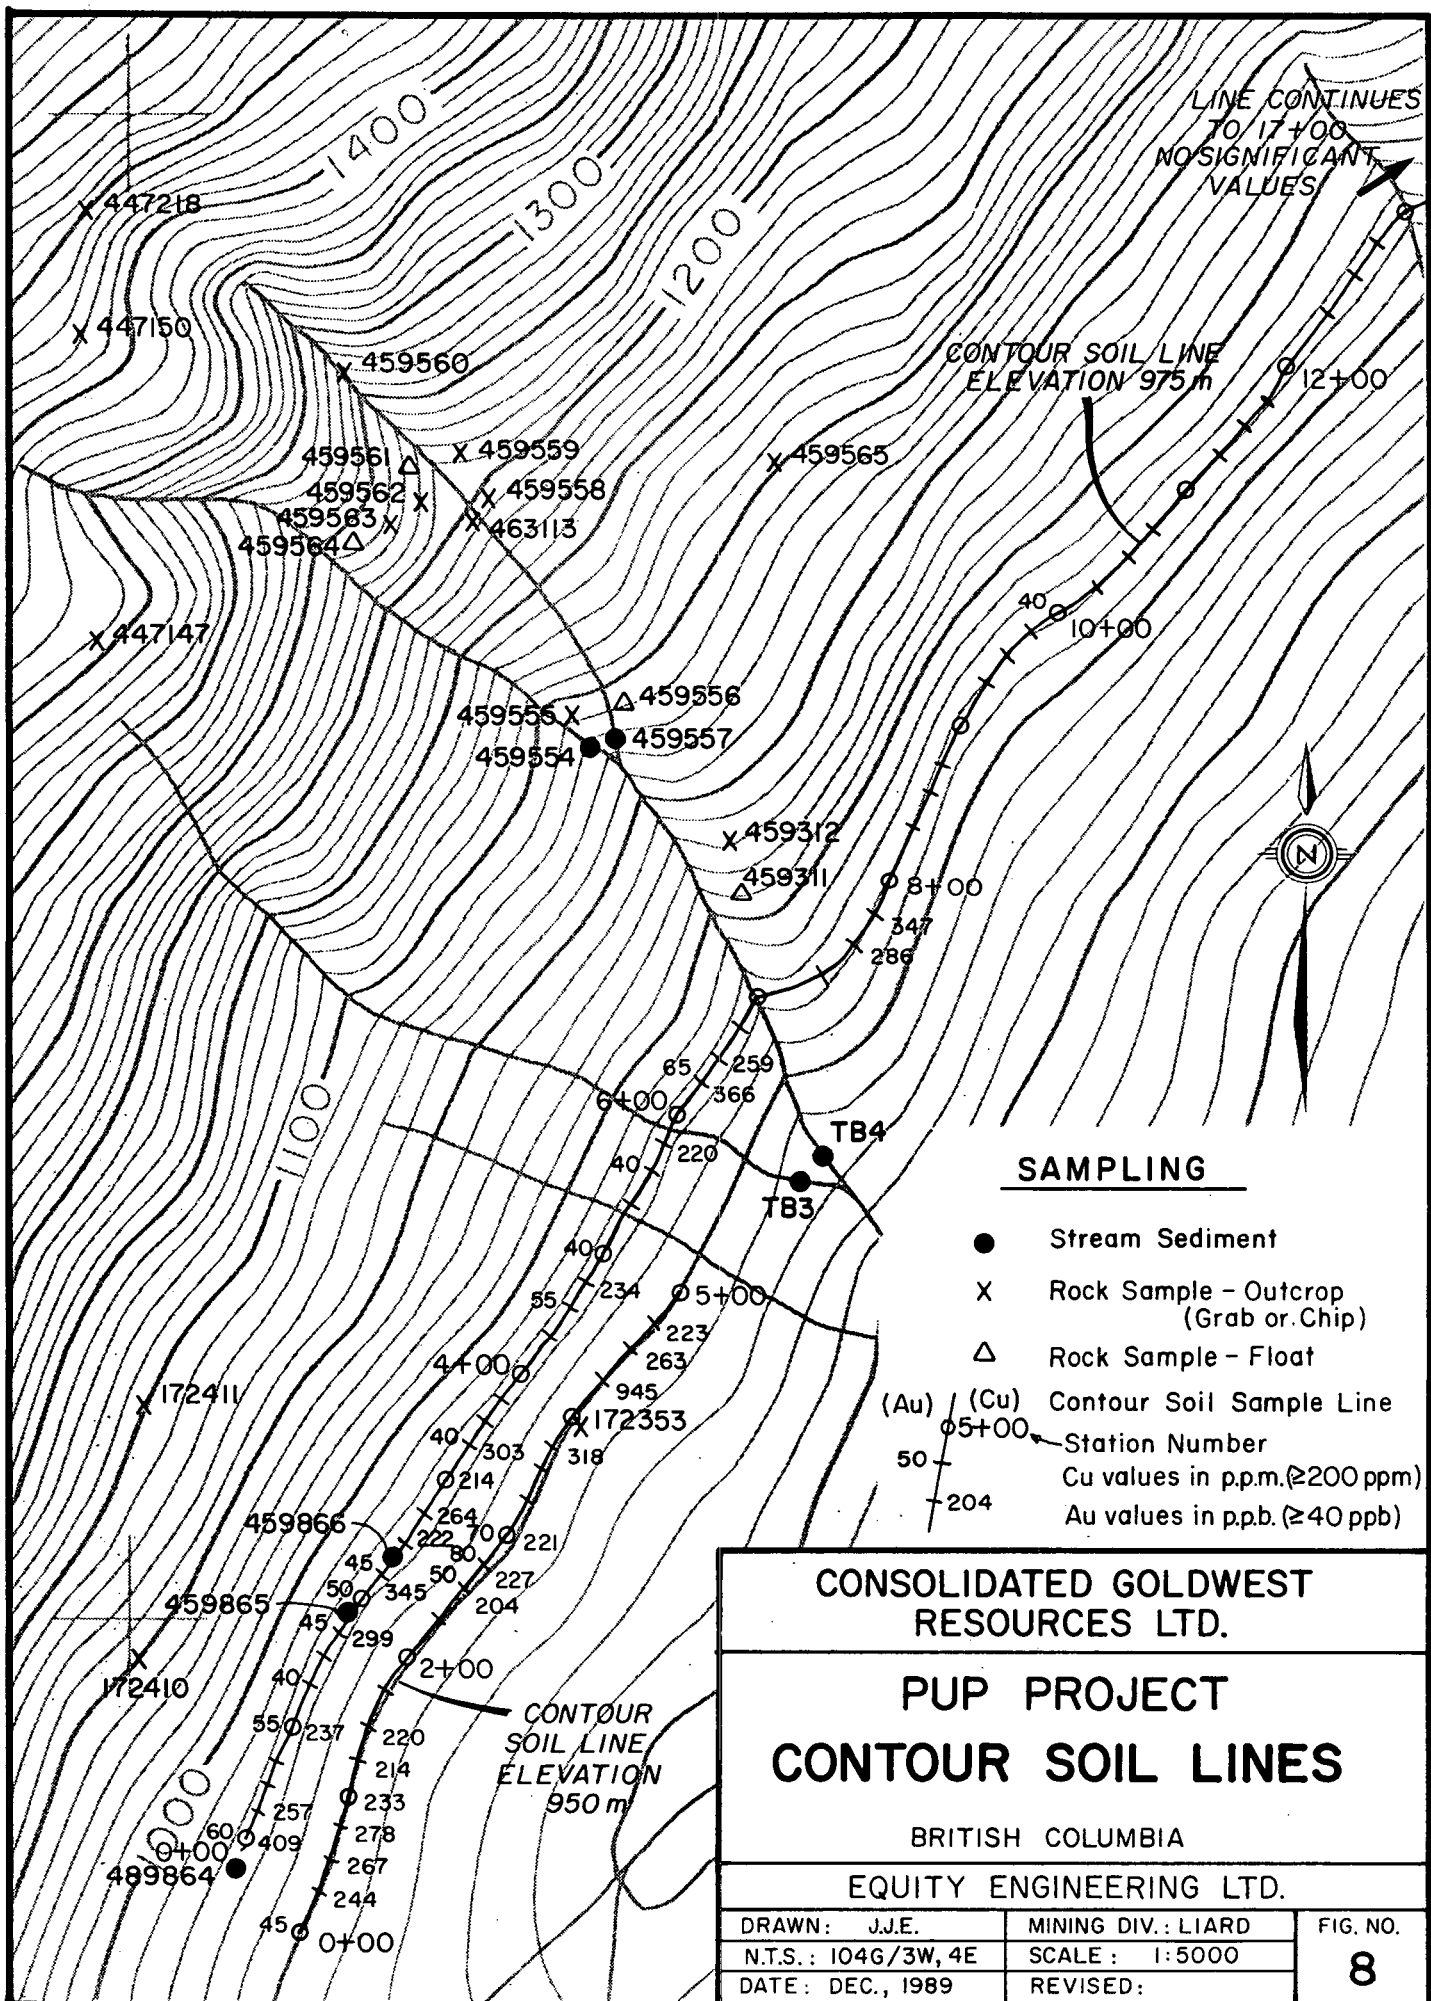 1400
1300
1200
LINE CONTINUES
TO 17+00
NO SIGNIFICANT
VALUES
447218
447150
459560
CONTOUR SOIL LINE
ELEVATION 975 m
12+00
459561
459559
459565
459562
459558
459563
463113
459564
40
10+00
447147
459556
459555
459557
459554
459312
459311
8+00
347
286
N
1100
259
65
366
6+00
220
40
TB4
TB3
40
234
55
5+00
223
263
4+00
945
172411
172353
318
40
303
214
264
459866
222
70
221
80
45
227
50
50
345
204
459865
45
299
2+00
40
172410
55
237
CONTOUR
SOIL LINE
ELEVATION
950 m
220
214
1000
233
257
60
409
278
0+00
489864
267
244
45
0+00
SAMPLING
Stream Sediment
Rock Sample - Outcrop
(Grab or Chip)
Rock Sample - Float
(Au) (Cu) Contour Soil Sample Line
5+00 Station Number
50 Cu values in p.p.m. (≥200 ppm)
204 Au values in p.p.b. (≥40 ppb)
CONSOLIDATED GOLDWEST
RESOURCES LTD.
PUP PROJECT
CONTOUR SOIL LINES
BRITISH COLUMBIA
EQUITY ENGINEERING LTD.
DRAWN: J.J.E.
MINING DIV.: LIARD
FIG. NO.
N.T.S.: 104G/3W, 4E
SCALE: 1:5000
8
DATE: DEC., 1989
REVISED: